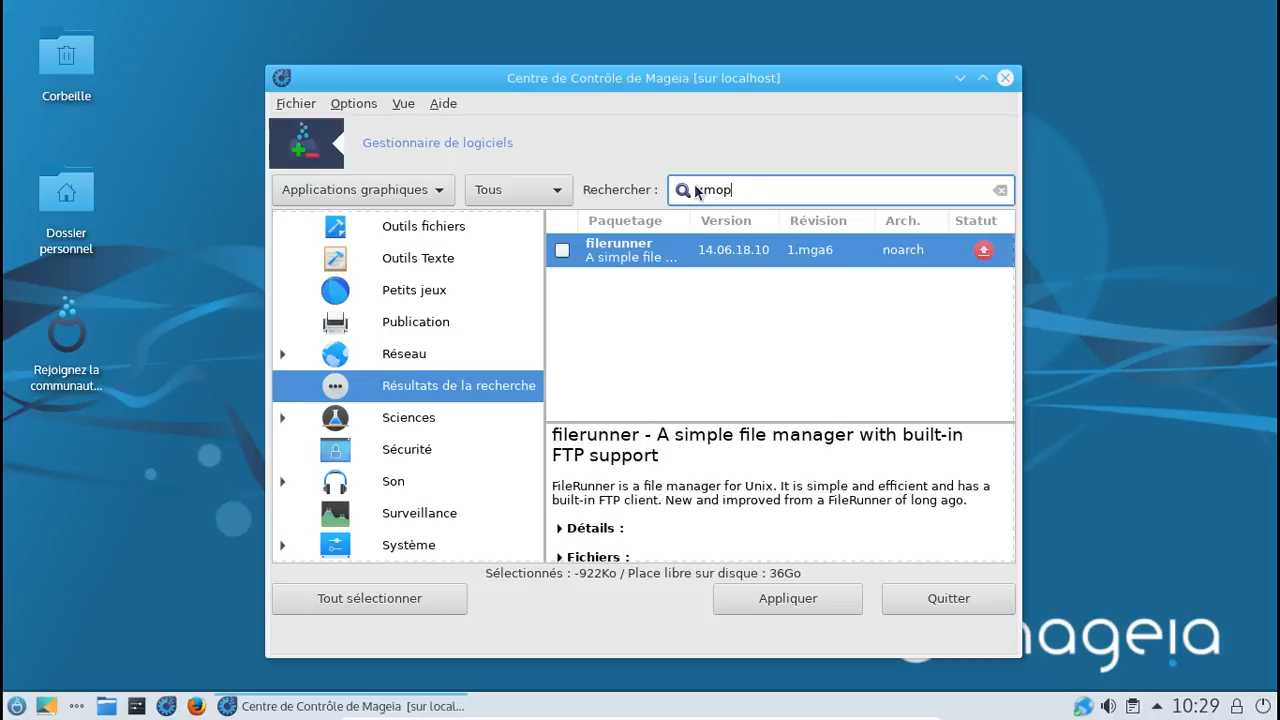 Corbeille
Dossier
personnel
Rejoignez la
communaut...
Centre de Contrôle de Mageia [sur localhost]
Fichier Options Vue Aide
Gestionnaire de logiciels
Applications graphiques Tous Rechercher :
Outils fichiers
Outils Texte
Petits jeux
Publication
Réseau
Résultats de la recherche
Sciences
Sécurité
Son
Surveillance
Système
Paquetage Version Révision Arch. Statut
filerunner 14.06.18.10 1.mga6 noarch
A simple file ...
filerunner - A simple file manager with built-in
FTP support
FileRunner is a file manager for Unix. It is simple and efficient and has a
built-in FTP client. New and improved from a FileRunner of long ago.
Détails :
Fichiers :
Sélectionnés : -922Ko / Place libre sur disque : 36Go
Tout sélectionner Appliquer Quitter
Centre de Contrôle de Mageia [sur local... 10:29